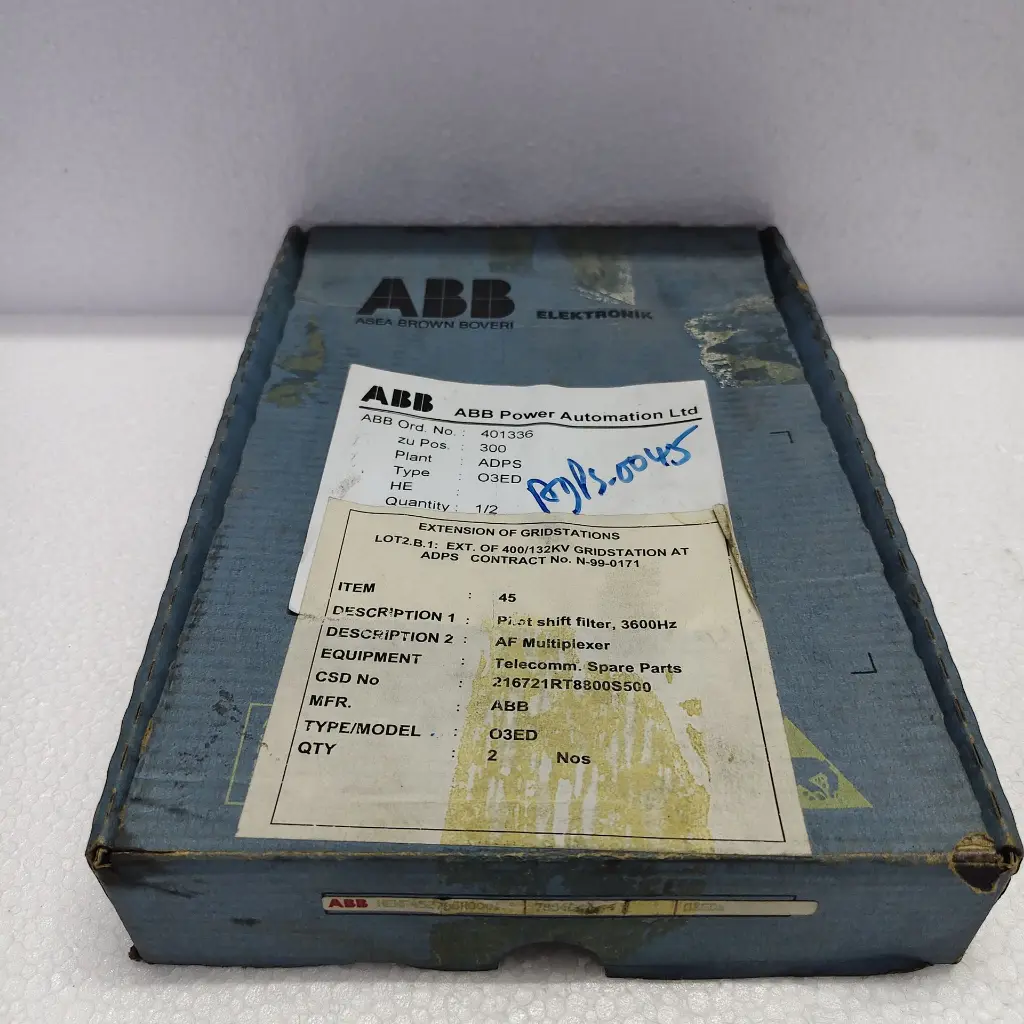 ABB
ASEA BROWN BOVERI
ELEKTRONIK
ABB
ABB Power Automation Ltd
ABB Ord. No. : 401336
zu Pos. : 300
Plant : ADPS
Type : O3ED
HE :
Quantity : 1/2
ADPS-0045
EXTENSION OF GRIDSTATIONS
LOT2.B.1: EXT. OF 400/132KV GRIDSTATION AT
ADPS CONTRACT No. N-99-0171
ITEM : 45
DESCRIPTION 1 : Pilot shift filter, 3600Hz
DESCRIPTION 2 : AF Multiplexer
EQUIPMENT : Telecomm. Spare Parts
CSD No : 216721RT8800S500
MFR. : ABB
TYPE/MODEL : O3ED
QTY : 2 Nos
ABB